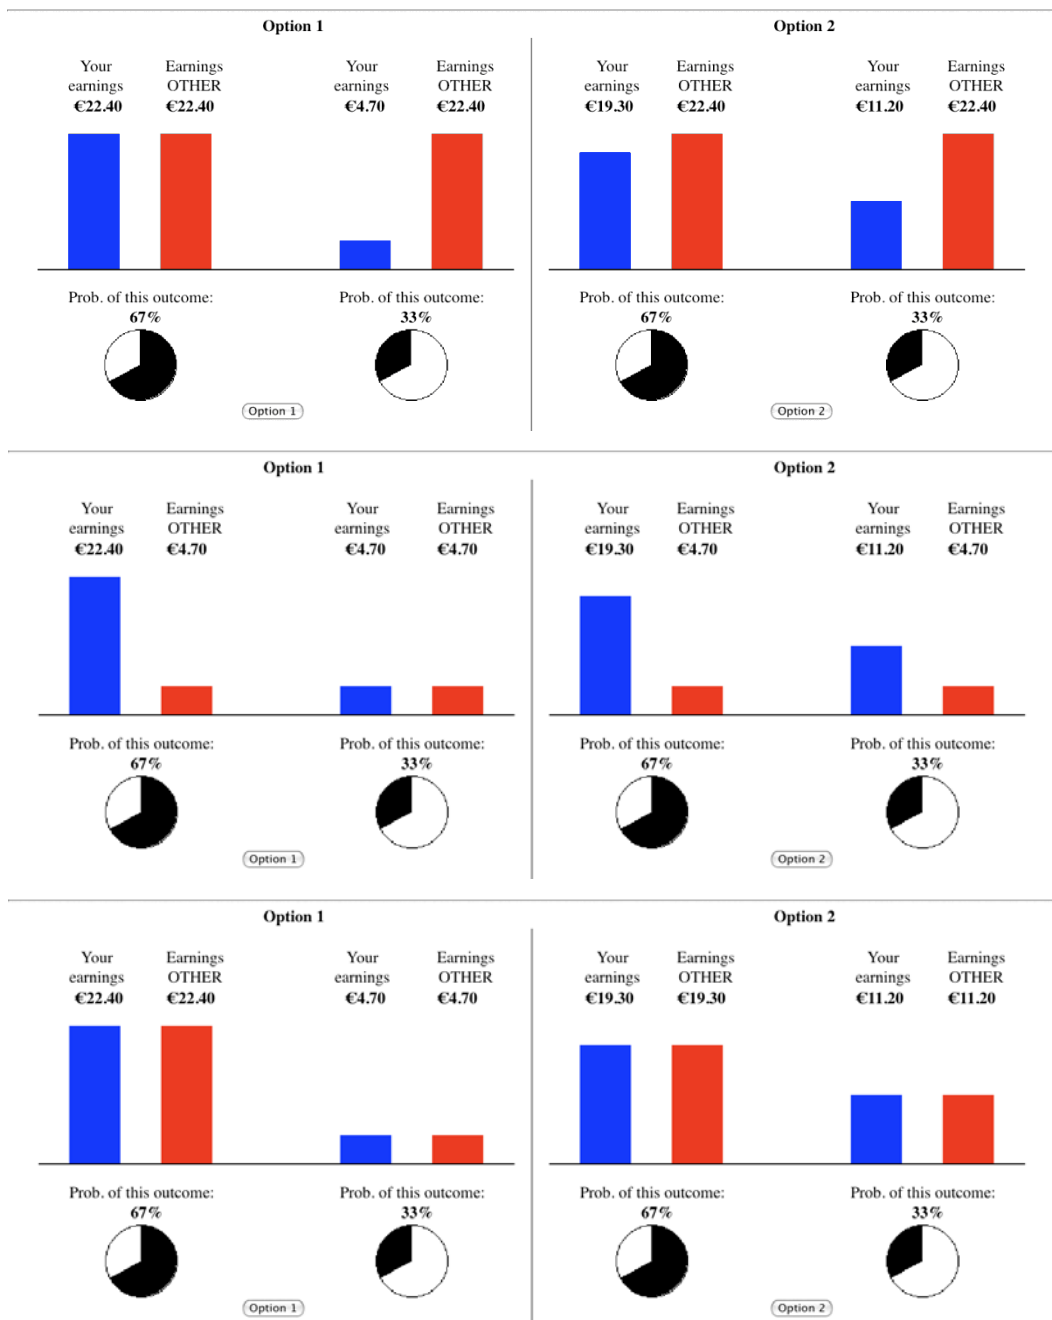 Option 1
Option 2
Your Earnings Your Earnings
earnings OTHER earnings OTHER
€22.40 €22.40 €4.70 €22.40
Your Earnings Your Earnings
earnings OTHER earnings OTHER
€19.30 €22.40 €11.20 €22.40
Prob. of this outcome: Prob. of this outcome:
67% 33%
Option 1
Prob. of this outcome: Prob. of this outcome:
67% 33%
Option 2
Option 1
Option 2
Your Earnings Your Earnings
earnings OTHER earnings OTHER
€22.40 €4.70 €4.70 €4.70
Your Earnings Your Earnings
earnings OTHER earnings OTHER
€19.30 €4.70 €11.20 €4.70
Prob. of this outcome: Prob. of this outcome:
67% 33%
Option 1
Prob. of this outcome: Prob. of this outcome:
67% 33%
Option 2
Option 1
Option 2
Your Earnings Your Earnings
earnings OTHER earnings OTHER
€22.40 €22.40 €4.70 €4.70
Your Earnings Your Earnings
earnings OTHER earnings OTHER
€19.30 €19.30 €11.20 €11.20
Prob. of this outcome: Prob. of this outcome:
67% 33%
Option 1
Prob. of this outcome: Prob. of this outcome:
67% 33%
Option 2